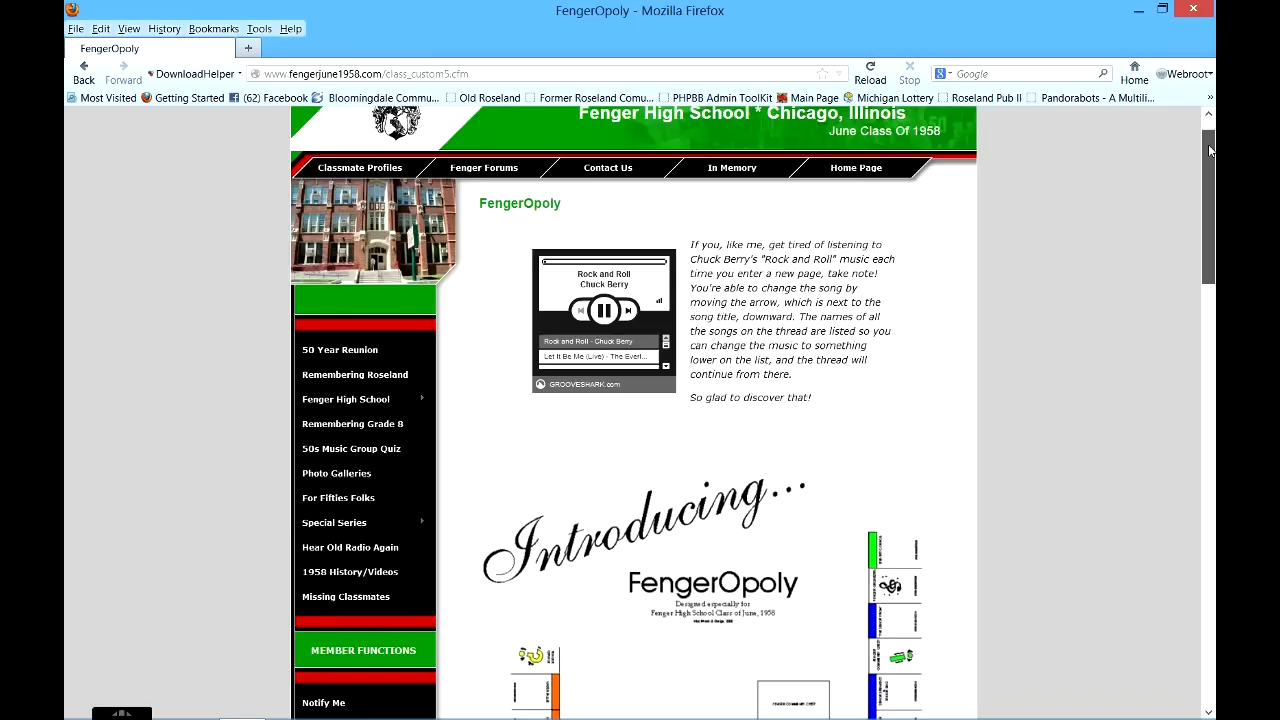 FengerOpoly - Mozilla Firefox
File Edit View History Bookmarks Tools Help
FengerOpoly
Back Forward DownloadHelper www.fengerjune1958.com/class_custom5.cfm Reload Stop Google Home Webroot
Most Visited Getting Started (62) Facebook Bloomingdale Commu... Old Roseland Former Roseland Comu... PHPBB Admin ToolKit Main Page Michigan Lottery Roseland Pub II Pandorabots - A Multili... »
Fenger High School * Chicago, Illinois
June Class Of 1958
Classmate Profiles Fenger Forums Contact Us In Memory Home Page
FengerOpoly
Rock and Roll
Chuck Berry
Rock and Roll - Chuck Berry
Let It Be Me (Live) - The Everl...
GROOVESHARK.com
If you, like me, get tired of listening to
Chuck Berry's "Rock and Roll" music each
time you enter a new page, take note!
You're able to change the song by
moving the arrow, which is next to the
song title, downward. The names of all
the songs on the thread are listed so you
can change the music to something
lower on the list, and the thread will
continue from there.
So glad to discover that!
50 Year Reunion
Remembering Roseland
Fenger High School
Remembering Grade 8
50s Music Group Quiz
Photo Galleries
For Fifties Folks
Special Series
Hear Old Radio Again
1958 History/Videos
Missing Classmates
MEMBER FUNCTIONS
Notify Me
Introducing...
FengerOpoly
Designed especially for
Fenger High School Class of June, 1958
FENGER COMMUNITY CHEST